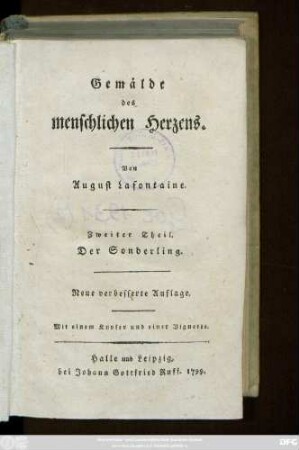 Gemälde
des
menschlichen Herzens.
Von
August Lafontaine.
Zweiter Theil.
Der Sonderling.
Neue verbesserte Auflage.
Mit einem Kupfer und einer Vignette.
Halle und Leipzig,
bei Johann Gottfried Ruff. 1799.